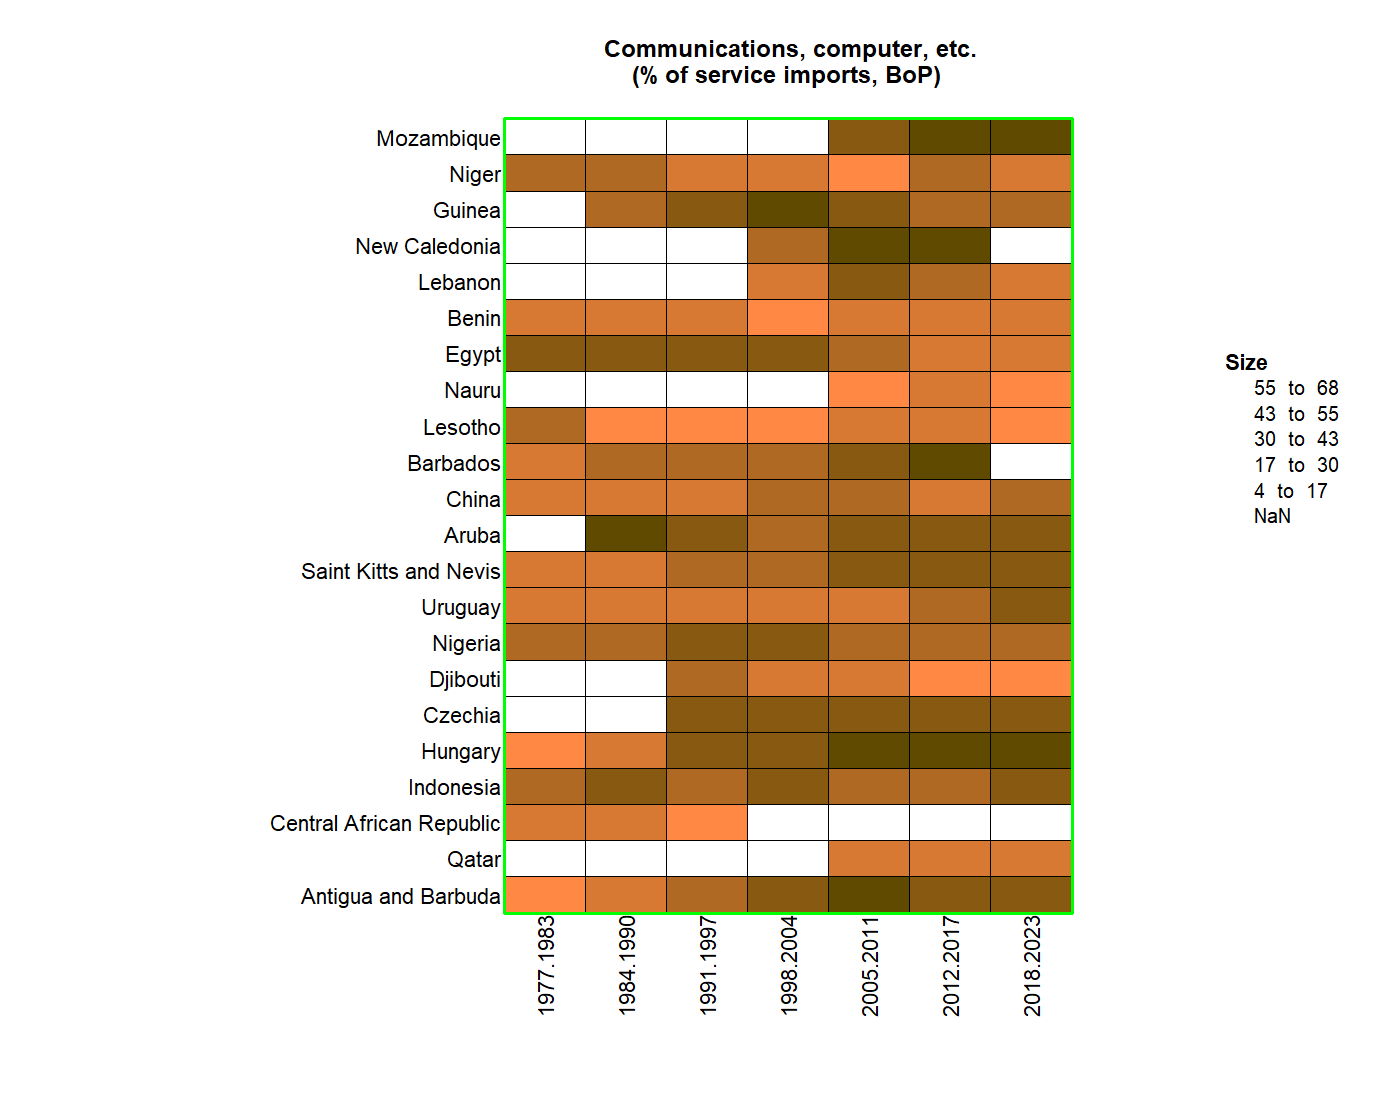 Communications, computer, etc.
(% of service imports, BoP)
Mozambique
Niger
Guinea
New Caledonia
Lebanon
Benin
Egypt
Nauru
Lesotho
Barbados
China
Aruba
Saint Kitts and Nevis
Uruguay
Nigeria
Djibouti
Czechia
Hungary
Indonesia
Central African Republic
Qatar
Antigua and Barbuda
1977.1983
1984.1990
1991.1997
1998.2004
2005.2011
2012.2017
2018.2023
Size
55 to 68
43 to 55
30 to 43
17 to 30
4 to 17
NaN